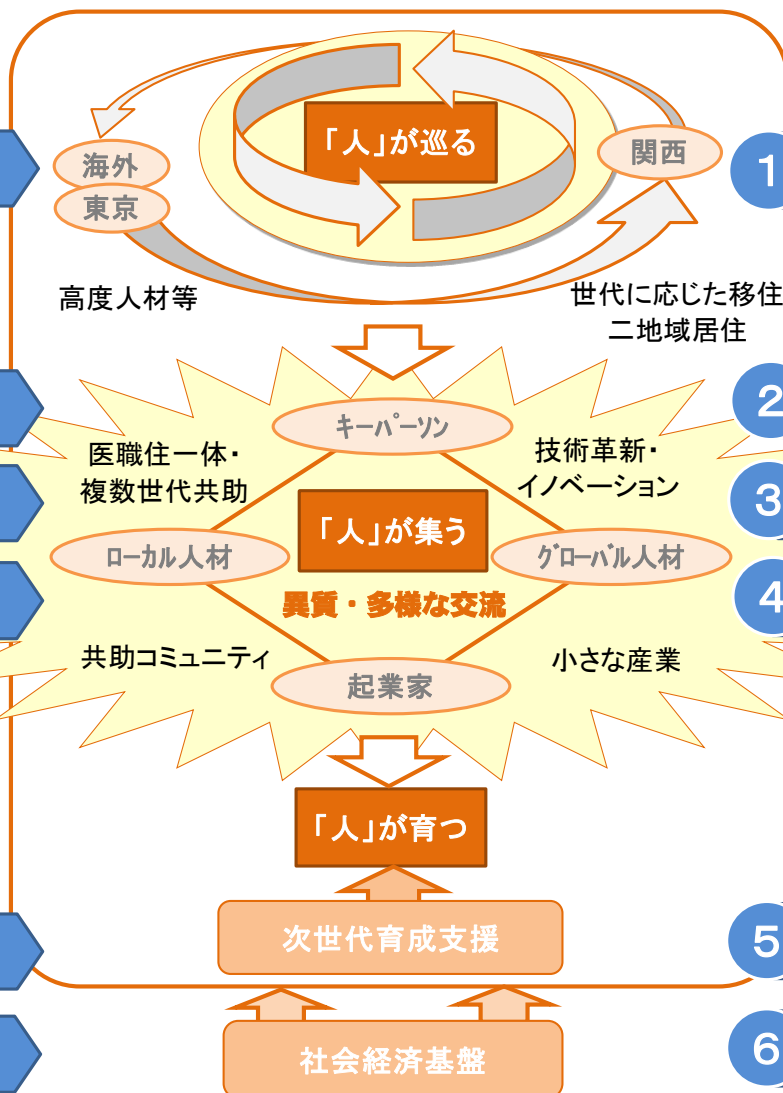 「人」が巡る
海外
関西
1
東京
高度人材等
世代に応じた移住
二地域居住
2
キーパーソン
医職住一体・
複数世代共助
技術革新・
イノベーション
3
「人」が集う
ローカル人材
グローバル人材
4
異質・多様な交流
共助コミュニティ
小さな産業
起業家
「人」が育つ
次世代育成支援
5
社会経済基盤
6